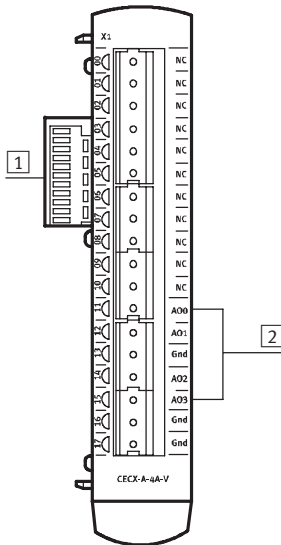 X1
00 NC
01 NC
02 NC
03 NC
04 NC
1
05 NC
06 NC
07 NC
08 NC
09 NC
10 NC
11 AO0
12 AO1
2
13 Gnd
14 AO2
15 AO3
16 Gnd
17 Gnd
CECX-A-4A-V